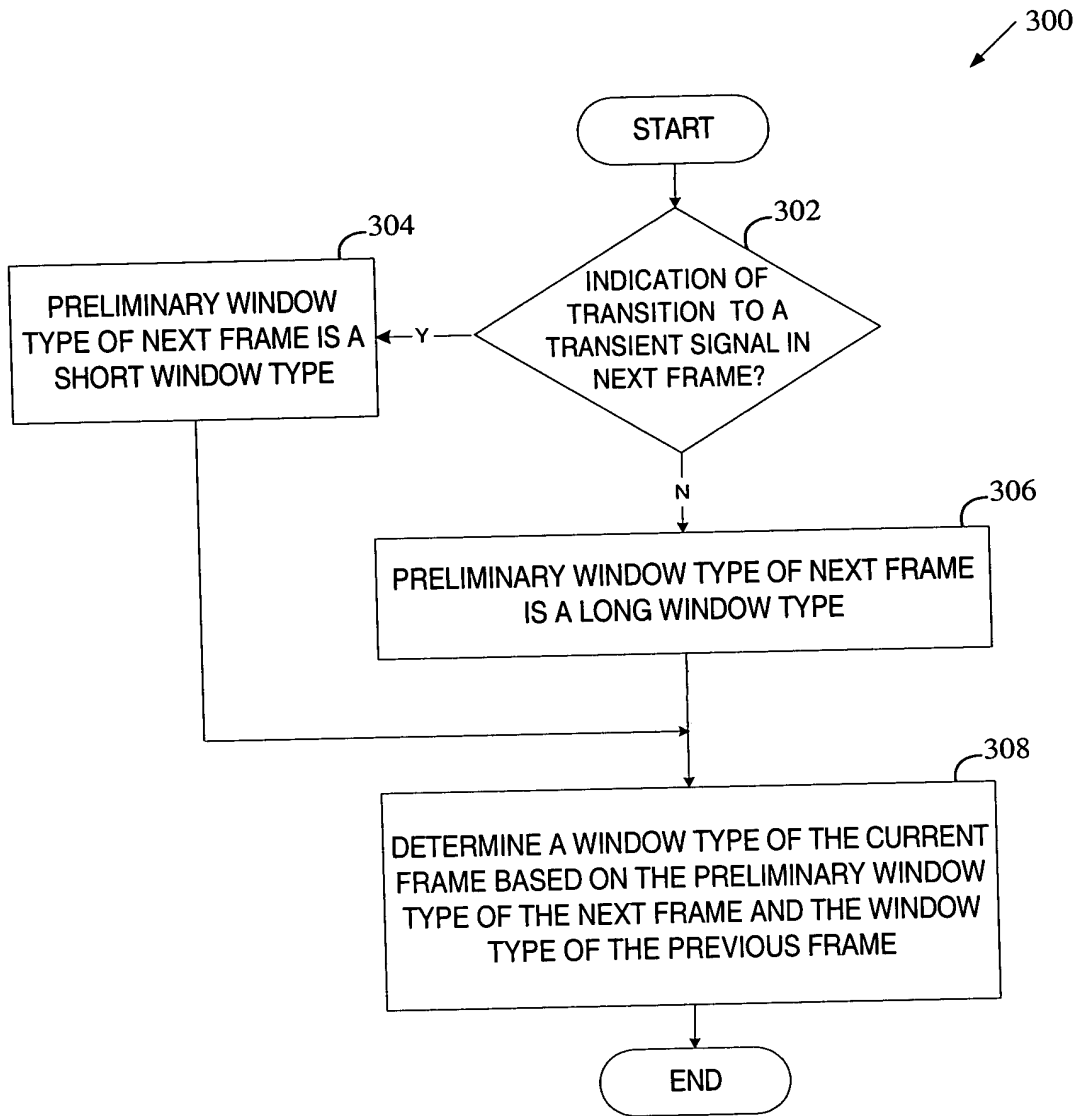 300
START
302
INDICATION OF
TRANSITION TO A
TRANSIENT SIGNAL IN
NEXT FRAME?
304
PRELIMINARY WINDOW
TYPE OF NEXT FRAME IS A
SHORT WINDOW TYPE
Y
N
306
PRELIMINARY WINDOW TYPE OF NEXT FRAME
IS A LONG WINDOW TYPE
308
DETERMINE A WINDOW TYPE OF THE CURRENT
FRAME BASED ON THE PRELIMINARY WINDOW
TYPE OF THE NEXT FRAME AND THE WINDOW
TYPE OF THE PREVIOUS FRAME
END